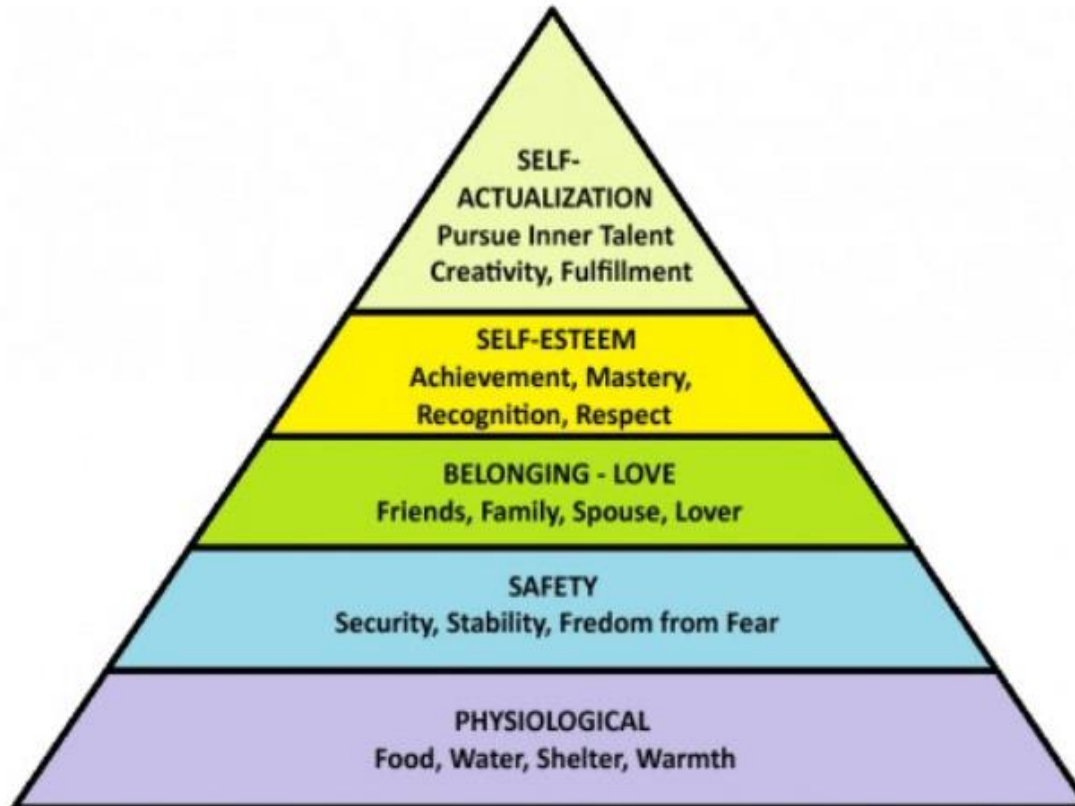 SELF-
ACTUALIZATION
Pursue Inner Talent
Creativity, Fulfillment
SELF-ESTEEM
Achievement, Mastery,
Recognition, Respect
BELONGING - LOVE
Friends, Family, Spouse, Lover
SAFETY
Security, Stability, Fredom from Fear
PHYSIOLOGICAL
Food, Water, Shelter, Warmth